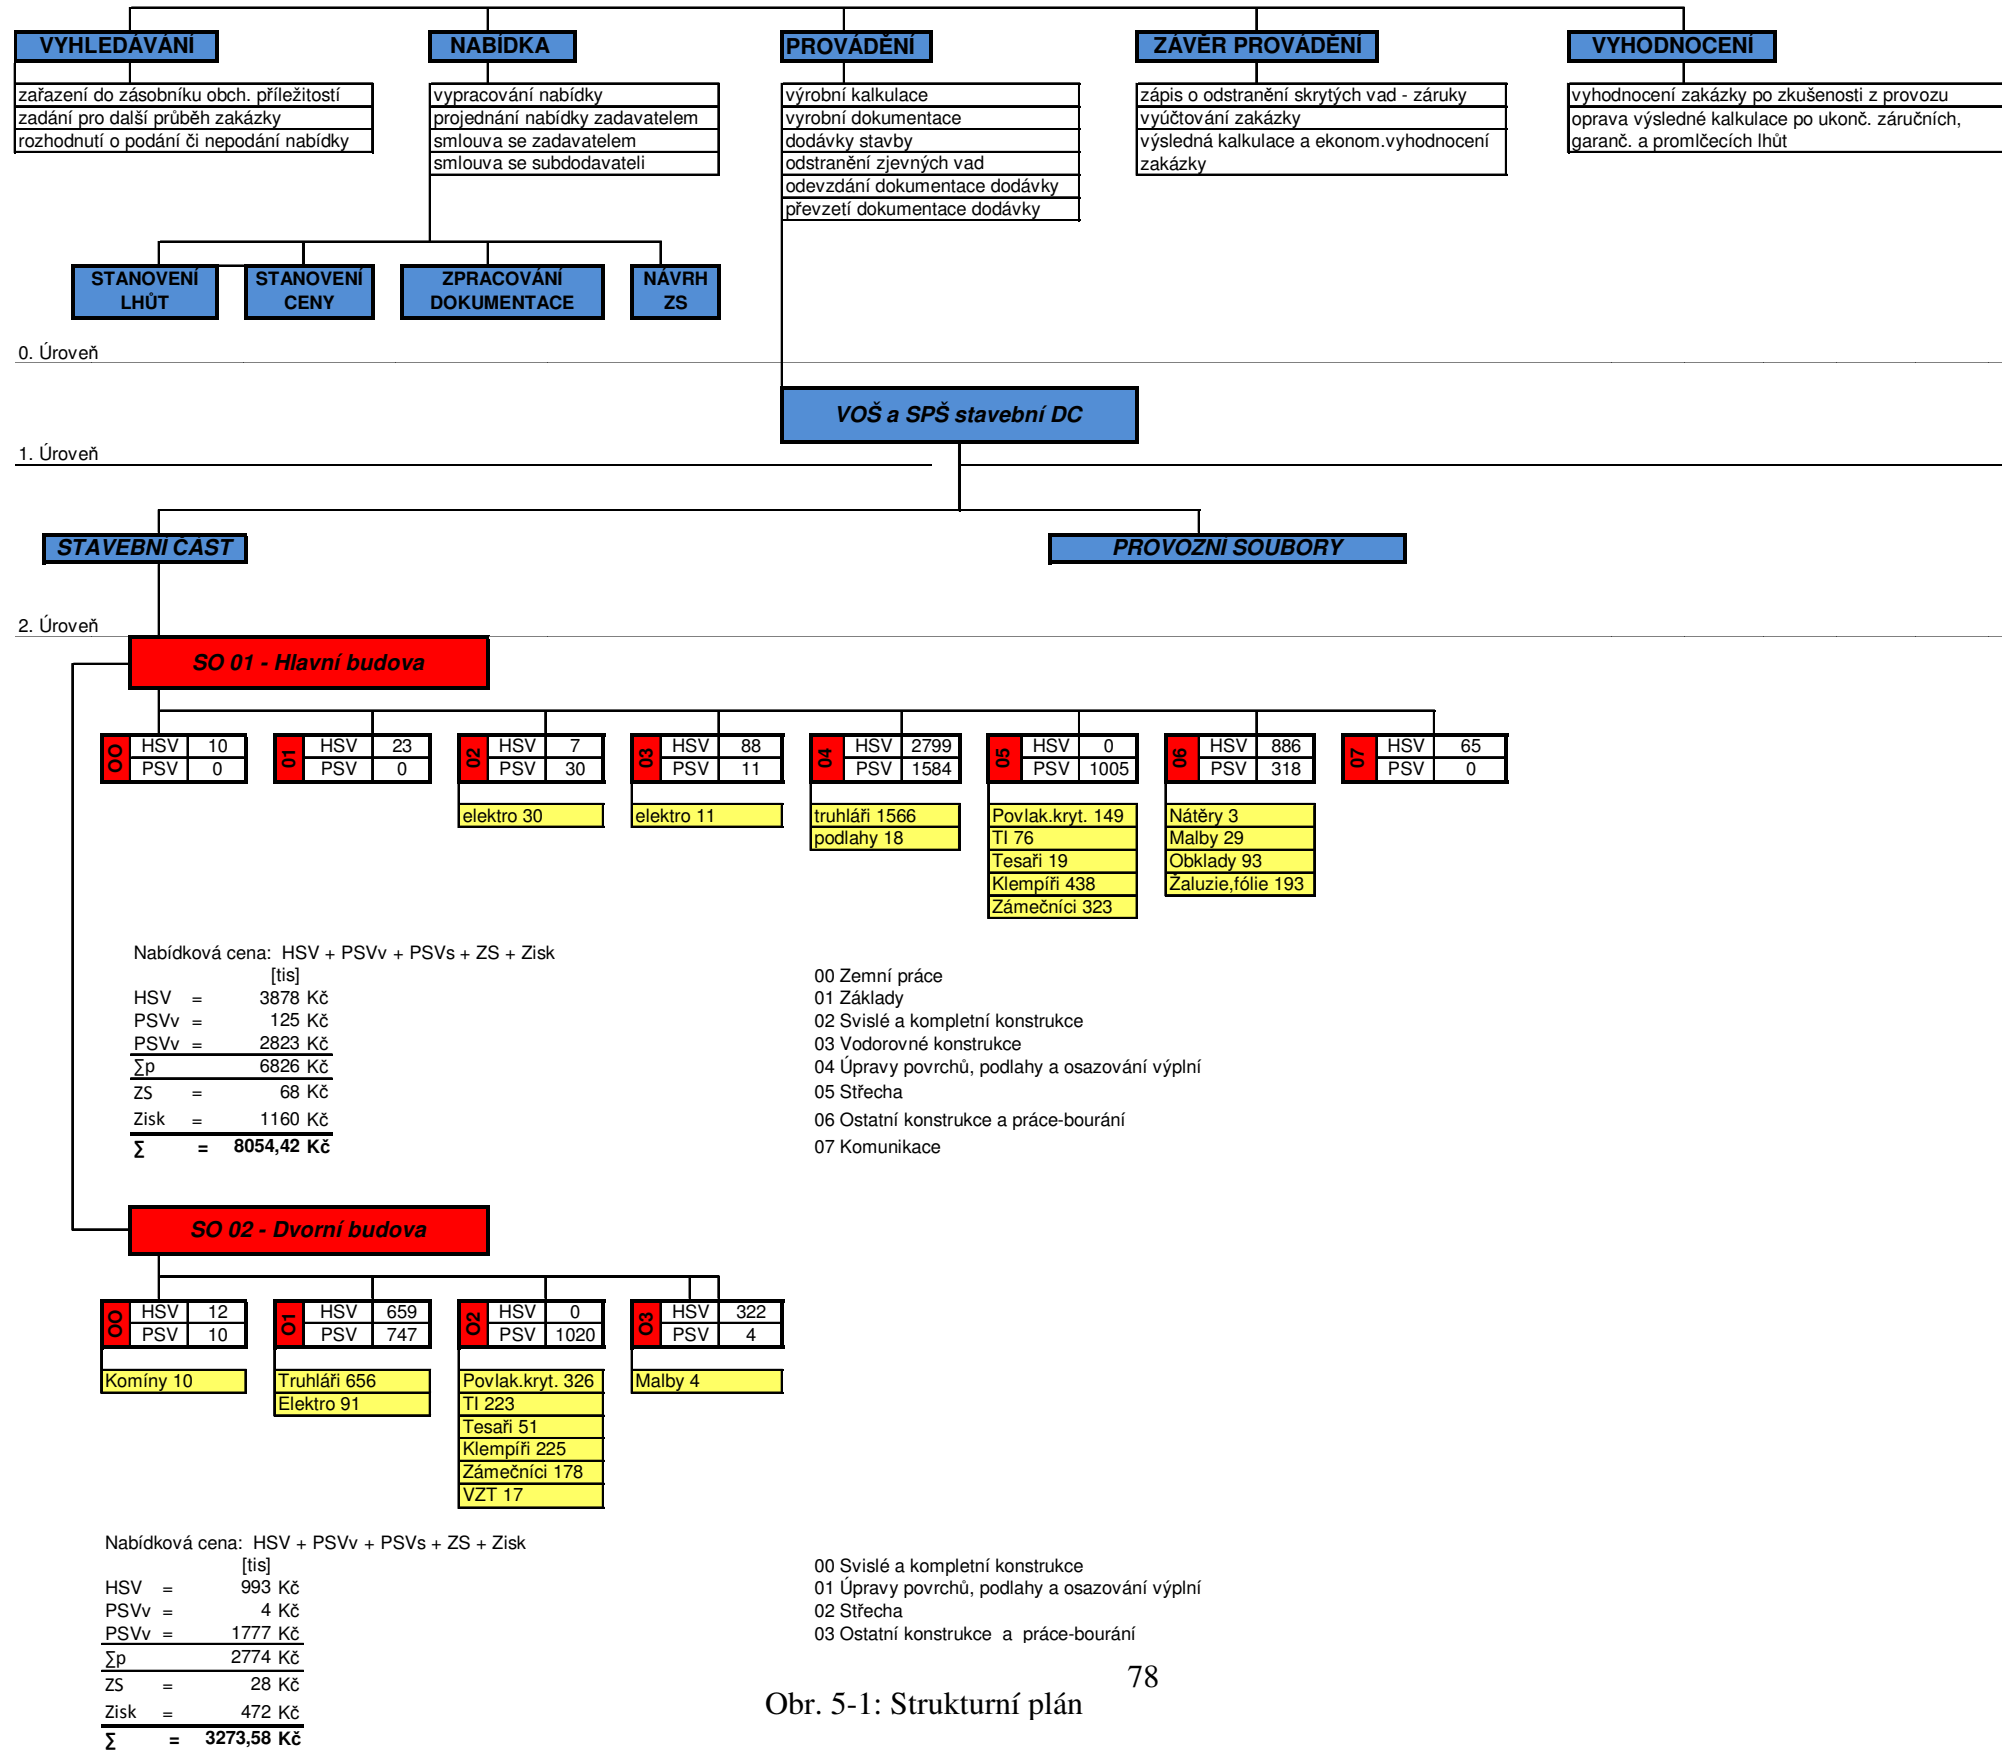 VYHLEDÁVÁNÍ
zařazení do zásobníku obch. příležitostí
zadání pro další průběh zakázky
rozhodnutí o podání či nepodání nabídky
NABÍDKA
vypracování nabídky
projednání nabídky zadavatelem
smlouva se zadavatelem
smlouva se subdodavateli
PROVÁDĚNÍ
výrobní kalkulace
vyrobní dokumentace
dodávky stavby
odstranění zjevných vad
odevzdání dokumentace dodávky
převzetí dokumentace dodávky
ZÁVĚR PROVÁDĚNÍ
zápis o odstranění skrytých vad - záruky
vyúčtování zakázky
výsledná kalkulace a ekonom.vyhodnocení
zakázky
VYHODNOCENÍ
vyhodnocení zakázky po zkušenosti z provozu
oprava výsledné kalkulace po ukonč. záručních,
garanč. a promlčecích lhůt
STANOVENÍ
LHŮT
STANOVENÍ
CENY
ZPRACOVÁNÍ
DOKUMENTACE
NÁVRH
ZS
0. Úroveň
VOŠ a SPŠ stavební DC
1. Úroveň
STAVEBNÍ ČÁST
PROVOZNÍ SOUBORY
2. Úroveň
SO 01 - Hlavní budova
OO
HSV 10
PSV 0
01
HSV 23
PSV 0
02
HSV 7
PSV 30
elektro 30
03
HSV 88
PSV 11
elektro 11
04
HSV 2799
PSV 1584
truhláři 1566
podlahy 18
05
HSV 0
PSV 1005
Povlak.kryt. 149
TI 76
Tesaři 19
Klempíři 438
Zámečníci 323
06
HSV 886
PSV 318
Nátěry 3
Malby 29
Obklady 93
Žaluzie,fólie 193
07
HSV 65
PSV 0
Nabídková cena: HSV + PSVv + PSVs + ZS + Zisk
[tis]
HSV = 3878 Kč
PSVv = 125 Kč
PSVv = 2823 Kč
∑p 6826 Kč
ZS = 68 Kč
Zisk = 1160 Kč
∑ = 8054,42 Kč
00 Zemní práce
01 Základy
02 Svislé a kompletní konstrukce
03 Vodorovné konstrukce
04 Úpravy povrchů, podlahy a osazování výplní
05 Střecha
06 Ostatní konstrukce a práce-bourání
07 Komunikace
SO 02 - Dvorní budova
OO
HSV 12
PSV 10
Komíny 10
O1
HSV 659
PSV 747
Truhláři 656
Elektro 91
O2
HSV 0
PSV 1020
Povlak.kryt. 326
TI 223
Tesaři 51
Klempíři 225
Zámečníci 178
VZT 17
O3
HSV 322
PSV 4
Malby 4
Nabídková cena: HSV + PSVv + PSVs + ZS + Zisk
[tis]
HSV = 993 Kč
PSVv = 4 Kč
PSVv = 1777 Kč
∑p 2774 Kč
ZS = 28 Kč
Zisk = 472 Kč
∑ = 3273,58 Kč
00 Svislé a kompletní konstrukce
01 Úpravy povrchů, podlahy a osazování výplní
02 Střecha
03 Ostatní konstrukce a práce-bourání
78
Obr. 5-1: Strukturní plán